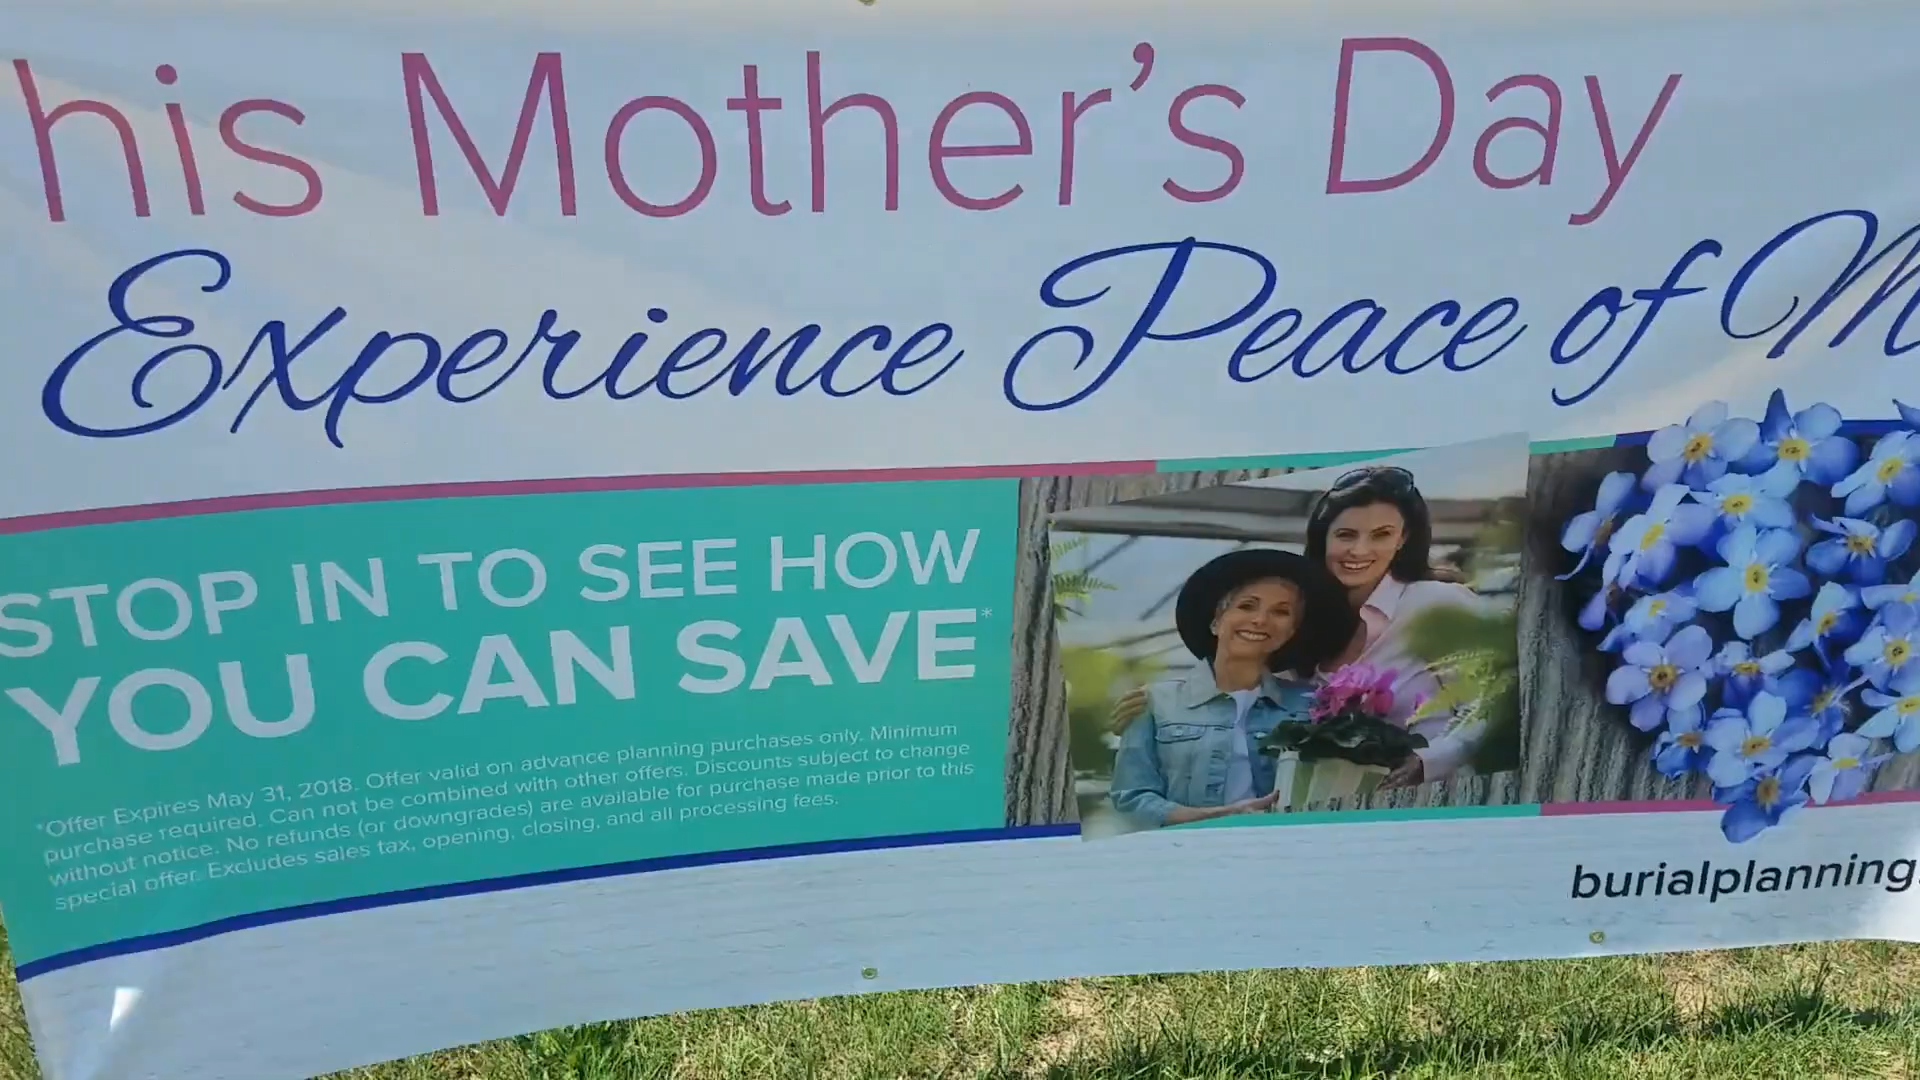 his Mother's Day
Experience Peace of M
STOP IN TO SEE HOW
YOU CAN SAVE*
*Offer Expires May 31, 2018. Offer valid on advance planning purchases only. Minimum
purchase required. Can not be combined with other offers. Discounts subject to change
without notice. No refunds (or downgrades) are available for purchase made prior to this
special offer. Excludes sales tax, opening, closing, and all processing fees.
burialplanning.